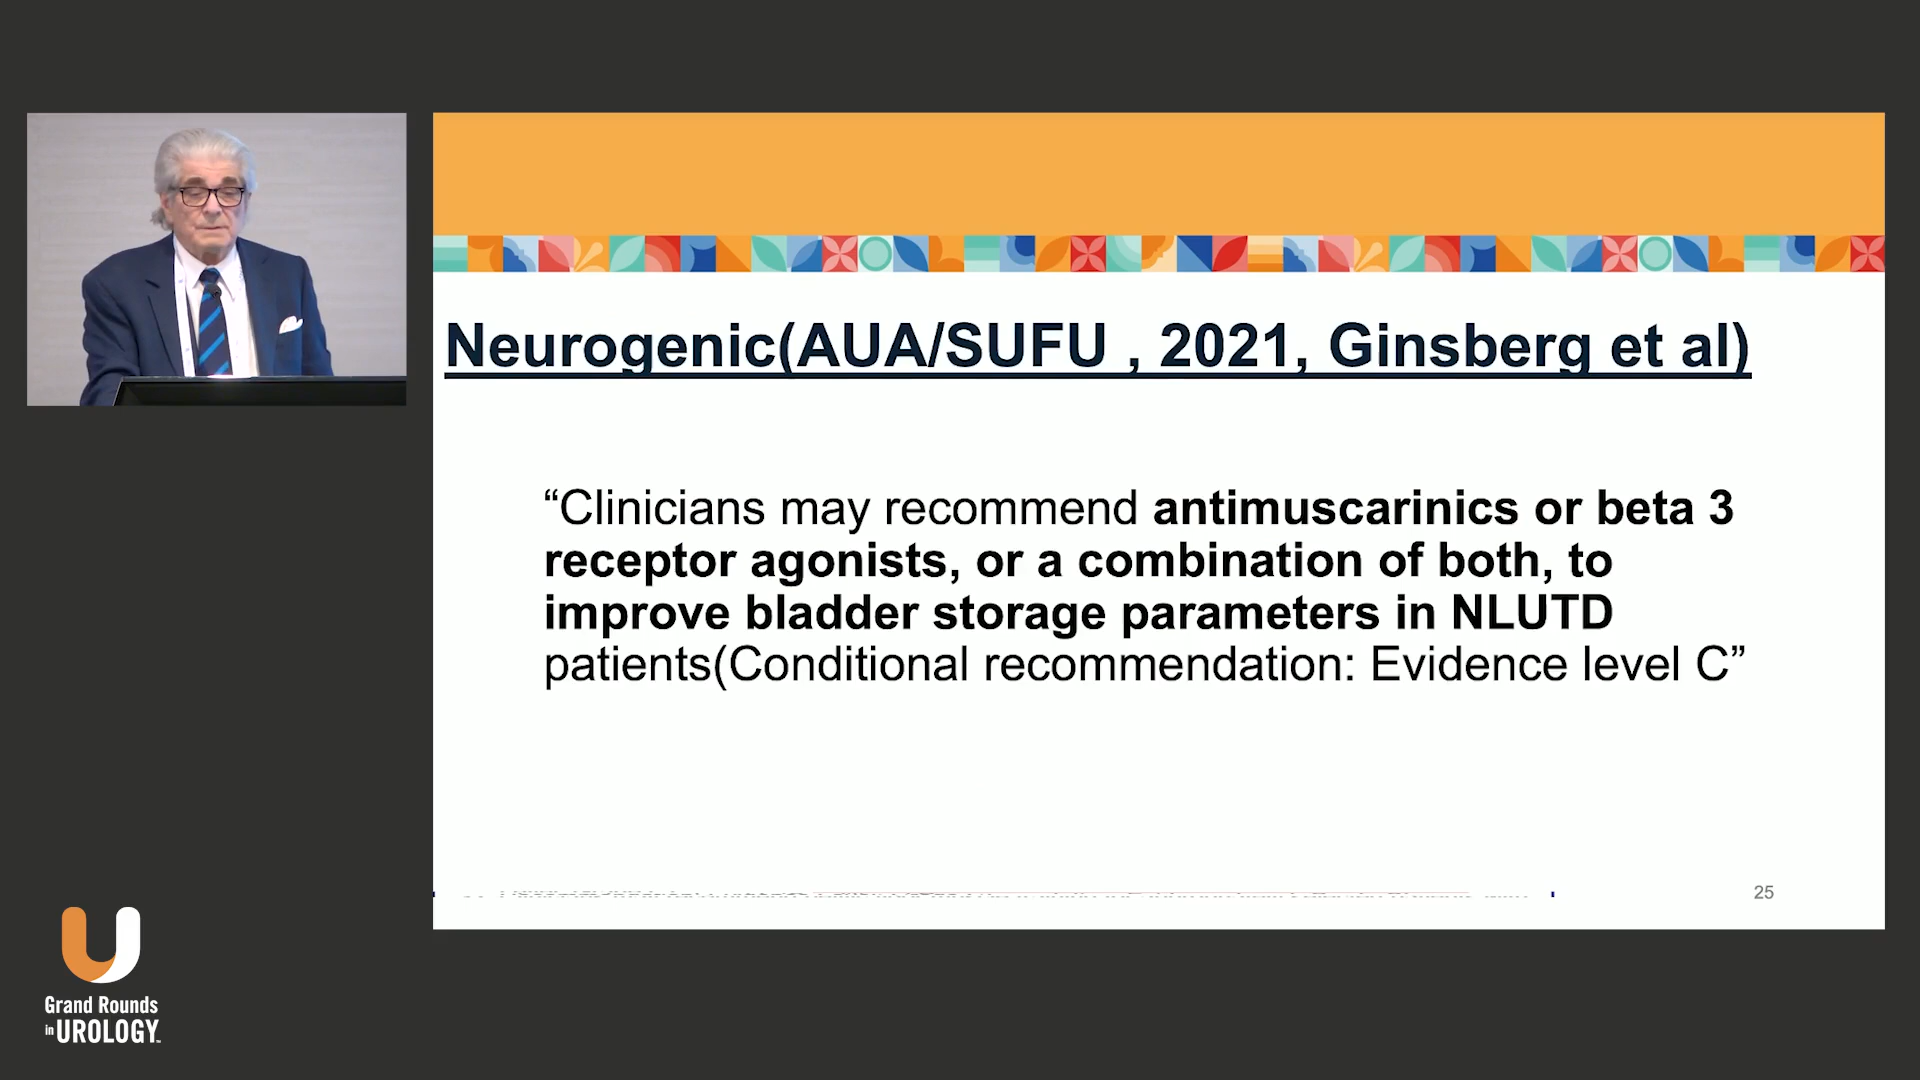 Neurogenic(AUA/SUFU , 2021, Ginsberg et al)
“Clinicians may recommend antimuscarinics or beta 3
receptor agonists, or a combination of both, to
improve bladder storage parameters in NLUTD
patients(Conditional recommendation: Evidence level C”
25
Grand Rounds
in UROLOGY™